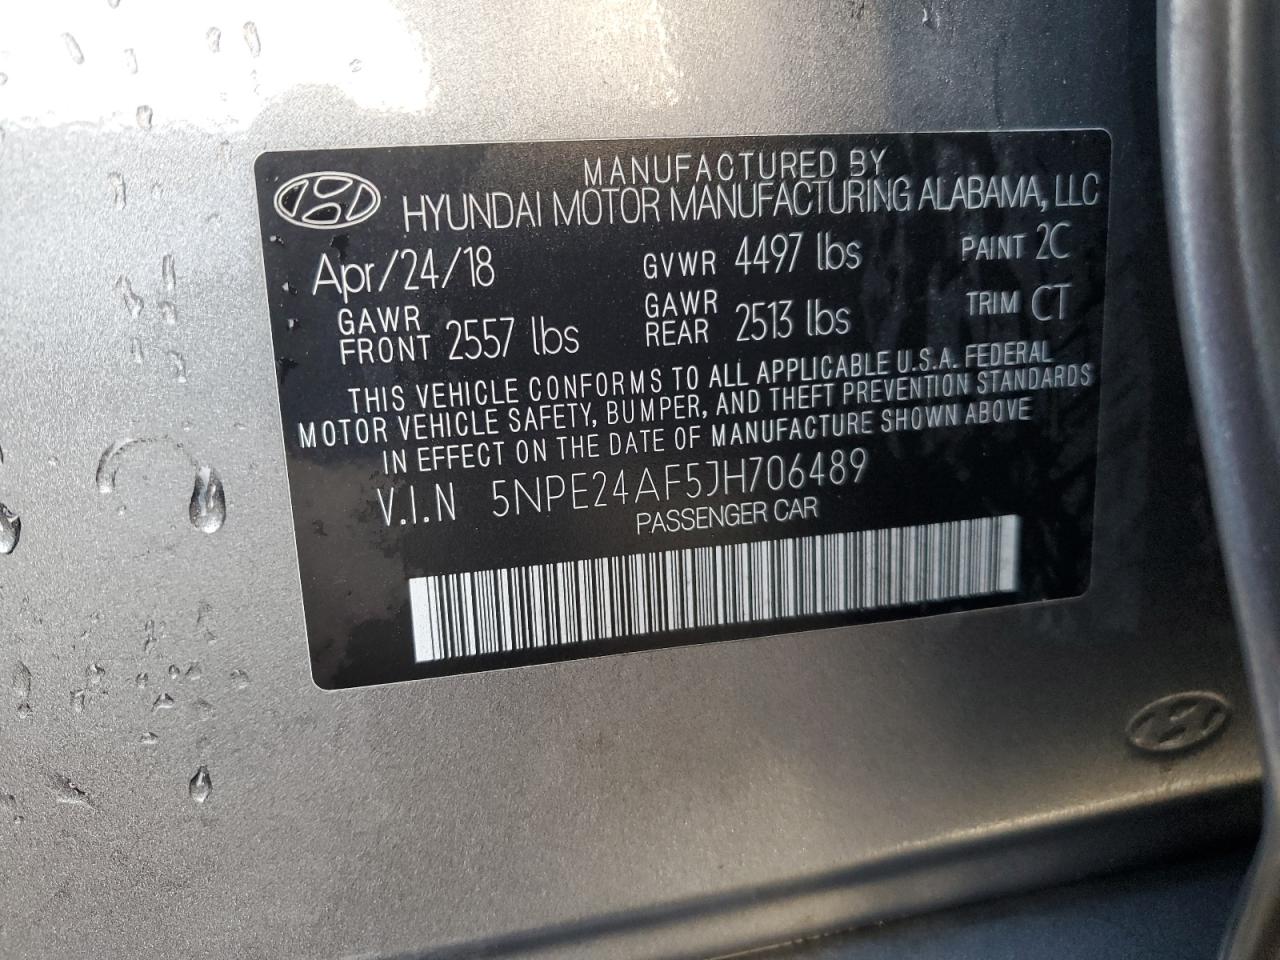 MANUFACTURED BY
HYUNDAI MOTOR MANUFACTURING ALABAMA, LLC
Apr/24/18 GVWR 4497 lbs PAINT 2C
GAWR FRONT 2557 lbs GAWR REAR 2513 lbs TRIM CT
THIS VEHICLE CONFORMS TO ALL APPLICABLE U.S.A. FEDERAL
MOTOR VEHICLE SAFETY, BUMPER, AND THEFT PREVENTION STANDARDS
IN EFFECT ON THE DATE OF MANUFACTURE SHOWN ABOVE
V.I.N 5NPE24AF5JH706489
PASSENGER CAR